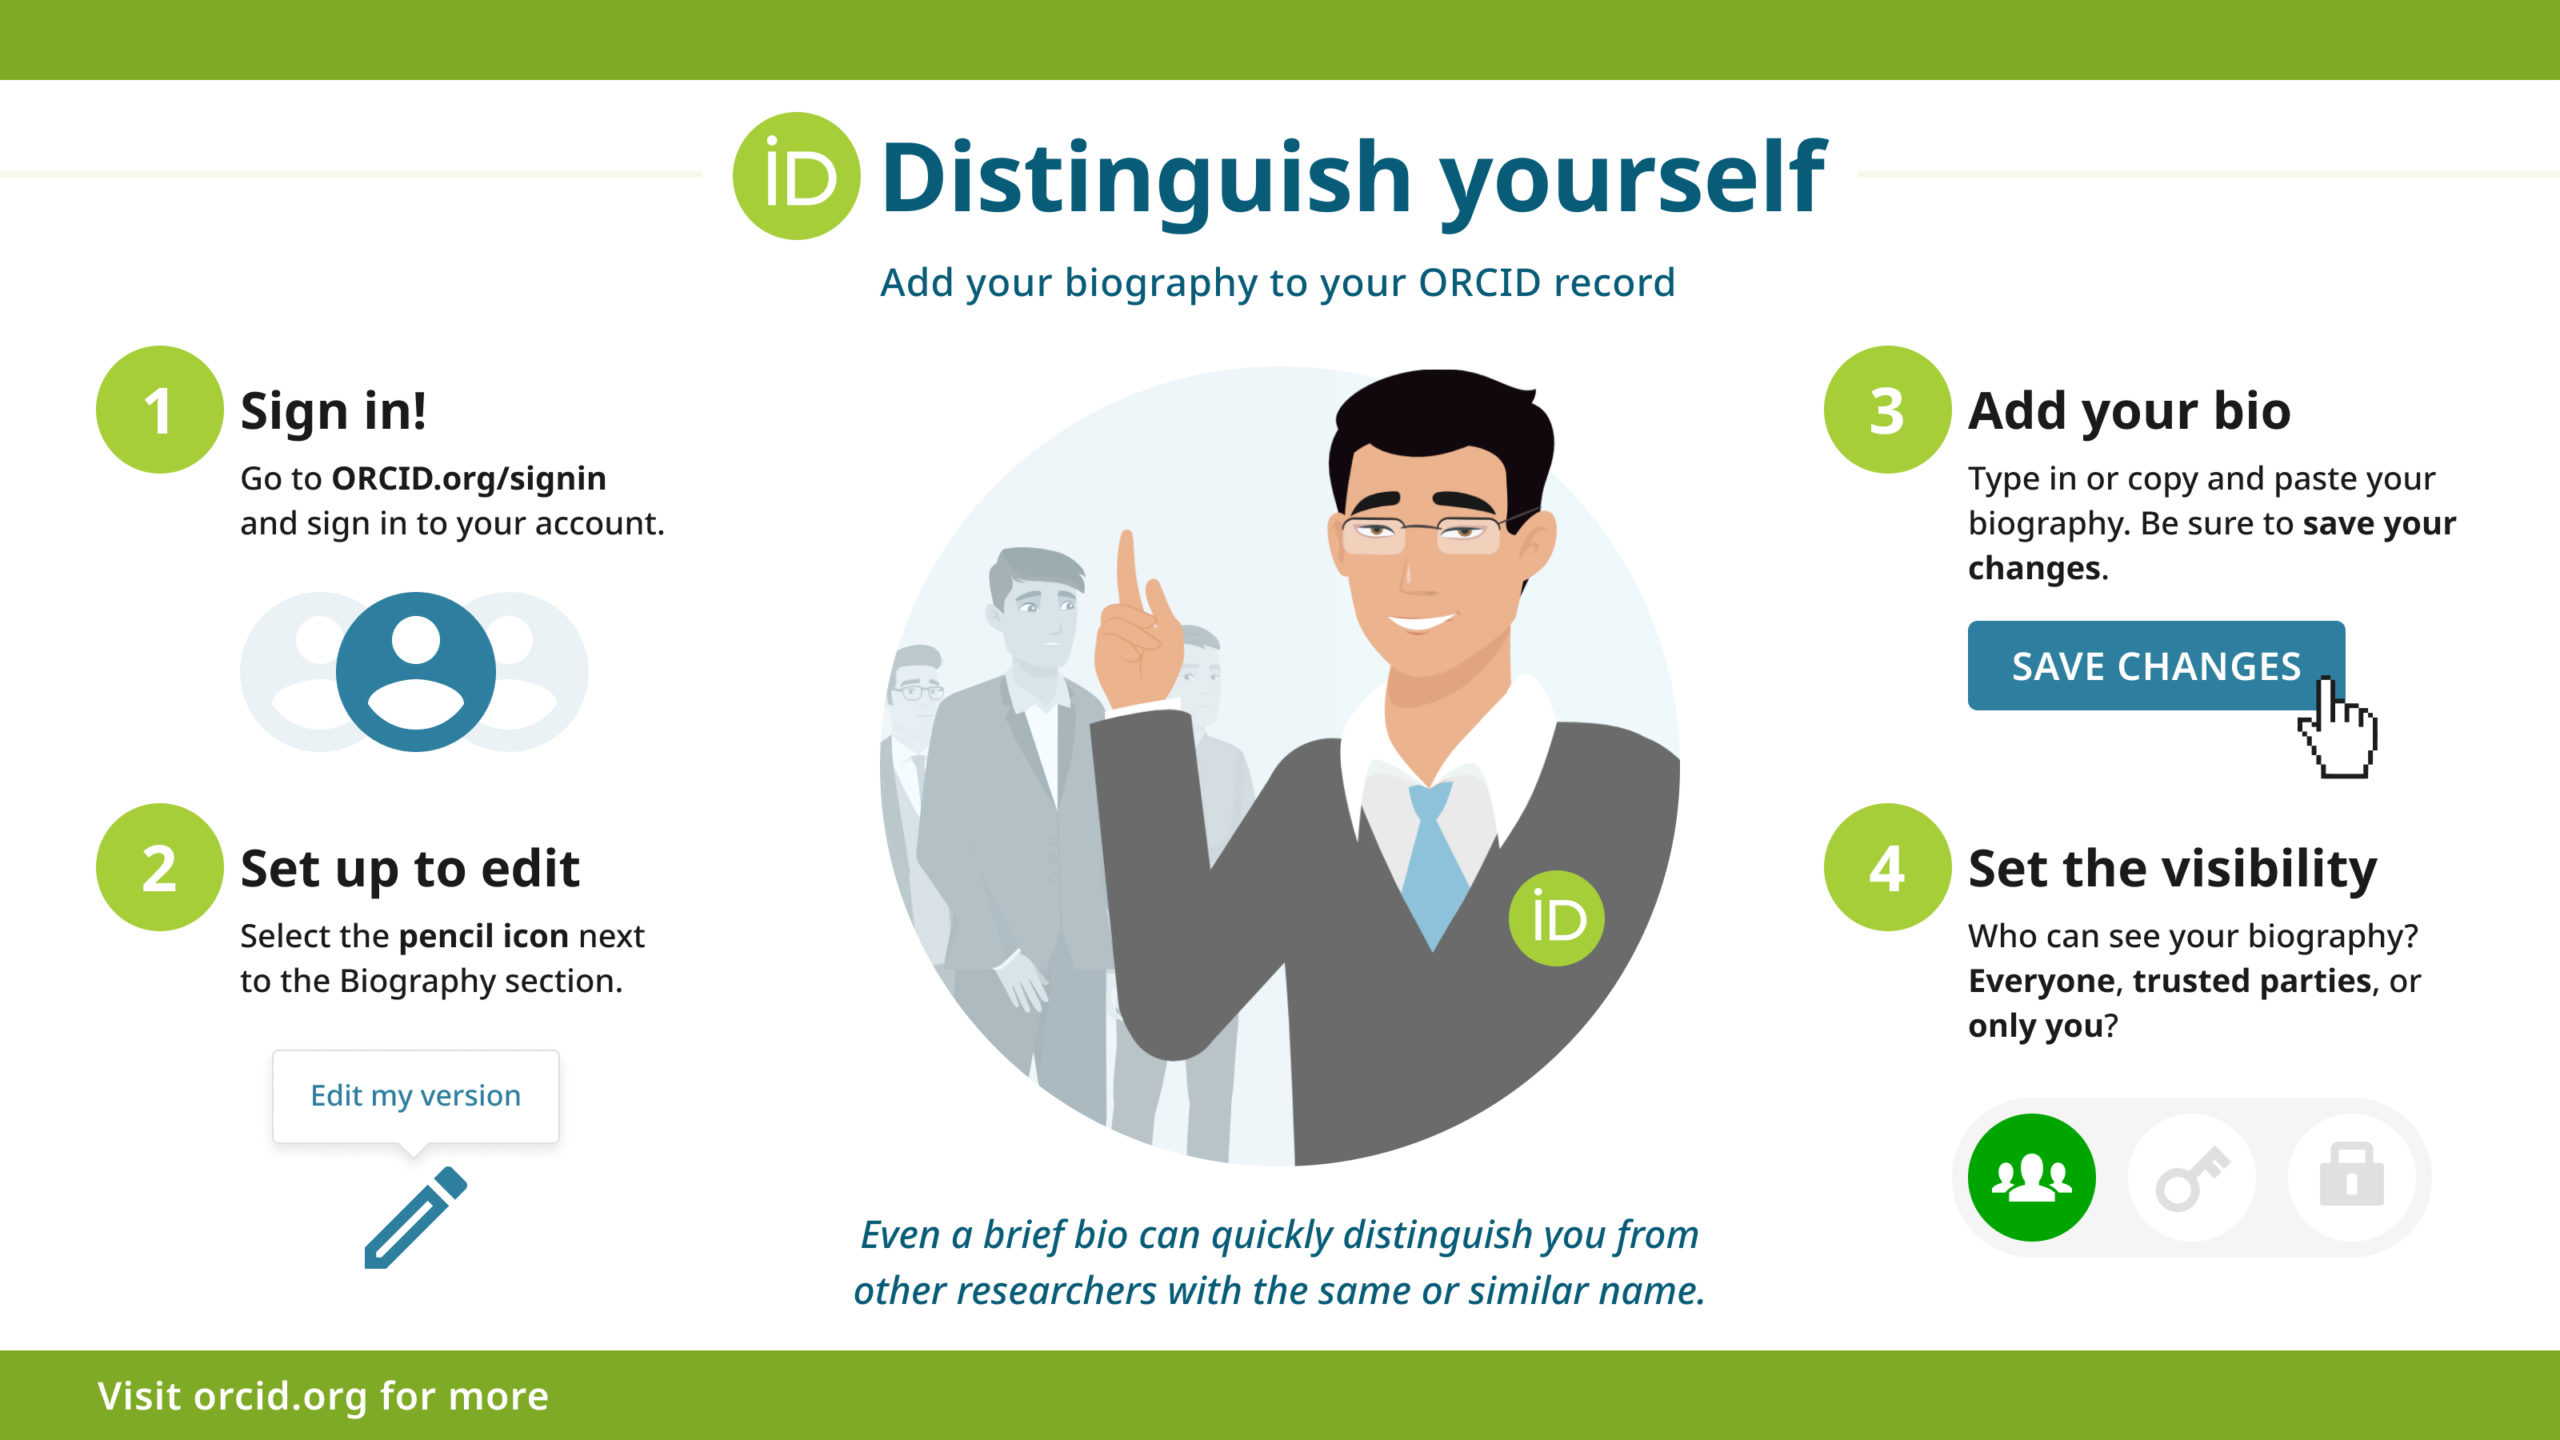 iD Distinguish yourself
Add your biography to your ORCID record
1
Sign in!
Go to ORCID.org/signin
and sign in to your account.
2
Set up to edit
Select the pencil icon next
to the Biography section.
Edit my version
iD
Even a brief bio can quickly distinguish you from
other researchers with the same or similar name.
3
Add your bio
Type in or copy and paste your
biography. Be sure to save your
changes.
SAVE CHANGES
4
Set the visibility
Who can see your biography?
Everyone, trusted parties, or
only you?
Visit orcid.org for more